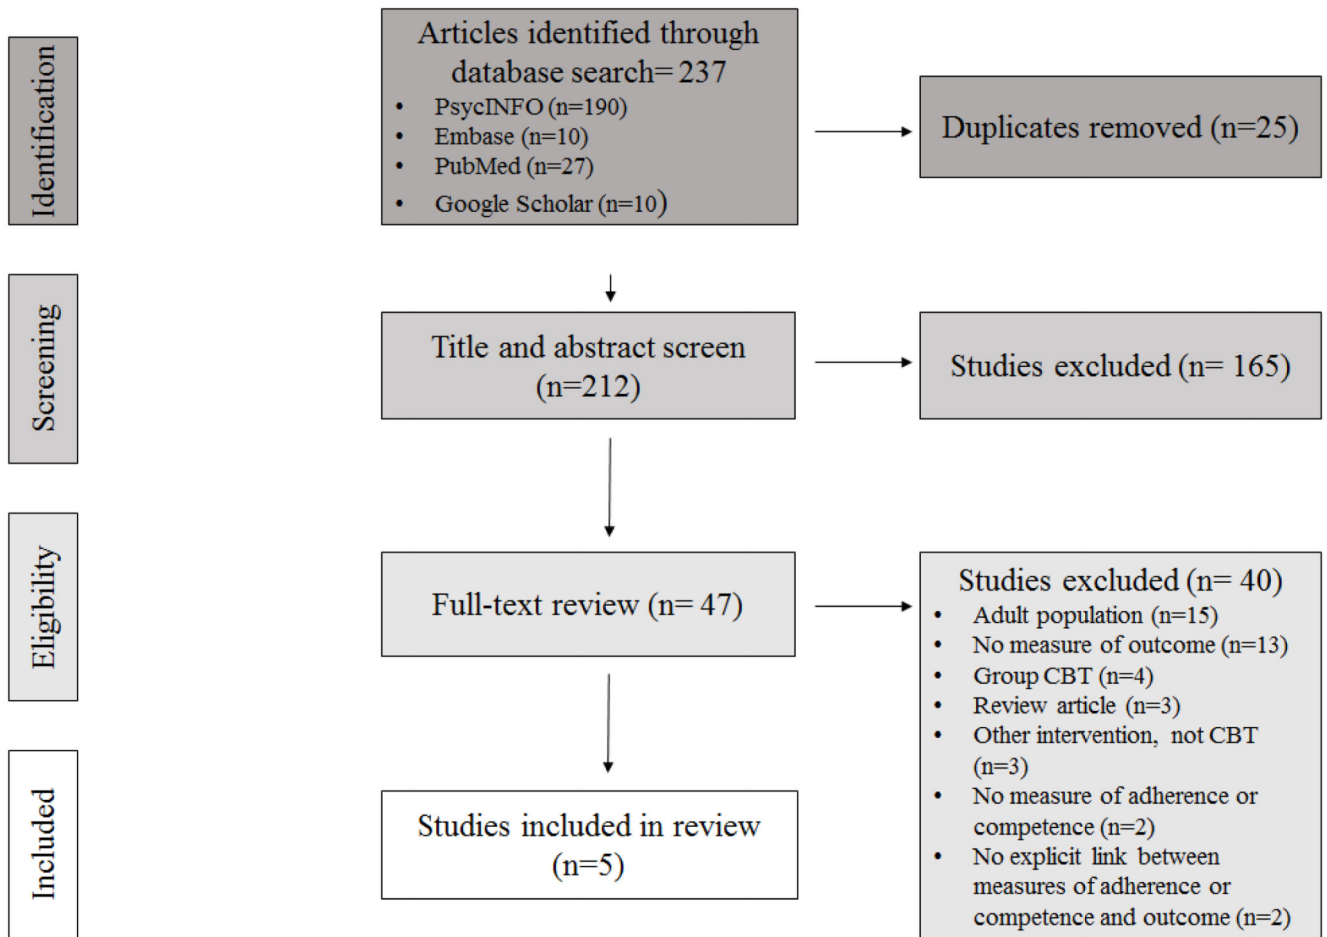 Identification
Articles identified through
database search= 237
• PsycINFO (n=190)
• Embase (n=10)
• PubMed (n=27)
• Google Scholar (n=10)
Duplicates removed (n=25)
Screening
Title and abstract screen
(n=212)
Studies excluded (n= 165)
Eligibility
Full-text review (n= 47)
Studies excluded (n= 40)
• Adult population (n=15)
• No measure of outcome (n=13)
• Group CBT (n=4)
• Review article (n=3)
• Other intervention, not CBT
(n=3)
• No measure of adherence or
competence (n=2)
• No explicit link between
measures of adherence or
competence and outcome (n=2)
Included
Studies included in review
(n=5)